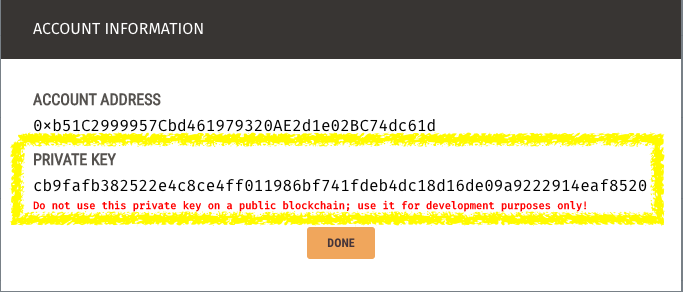 ACCOUNT INFORMATION
ACCOUNT ADDRESS
0×b51C2999957Cbd461979320AE2d1e02BC74dc61d
PRIVATE KEY
cb9fafb382522e4c8ce4ff011986bf741fdeb4dc18d16de09a9222914eaf8520
Do not use this private key on a public blockchain; use it for development purposes only!
DONE